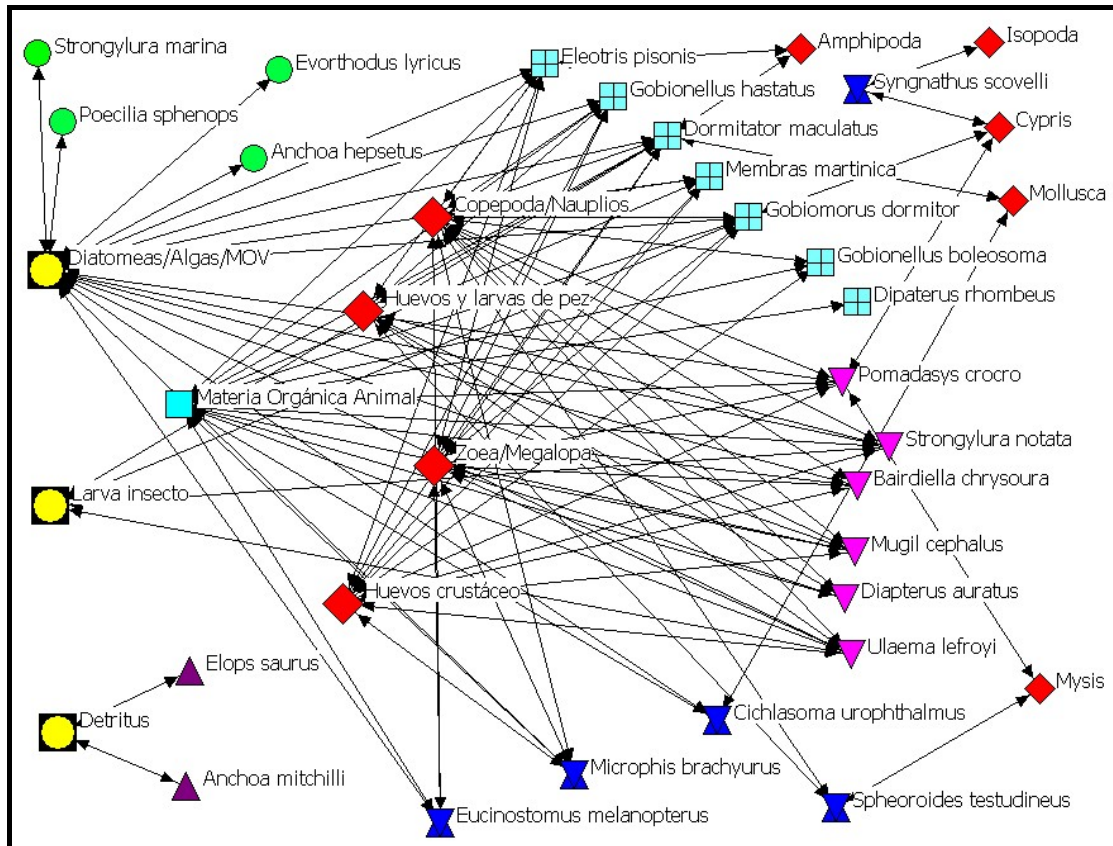 Strongylura marina
Evorthodus lyricus
Poecilia sphenops
Anchoa hepsetus
Eleotris pisonis
Amphipoda
Isopoda
Gobionellus hastatus
Syngnathus scovelli
Dormitator maculatus
Cypris
Membras martinica
Mollusca
Copepoda/Nauplios
Gobiomorus dormitor
Diatomeas/Algas/MOV
Gobionellus boleosoma
Huevos y larvas de pez
Dipaterus rhombeus
Pomadasys crocro
Materia Orgánica Animal
Strongylura notata
Zoea/Megalopa
Bairdiella chrysoura
Larva insecto
Mugil cephalus
Huevos crustáceo
Diapterus auratus
Ulaema lefroyi
Elops saurus
Mysis
Detritus
Cichlasoma urophthalmus
Anchoa mitchilli
Microphis brachyurus
Eucinostomus melanopterus
Spheoroides testudineus